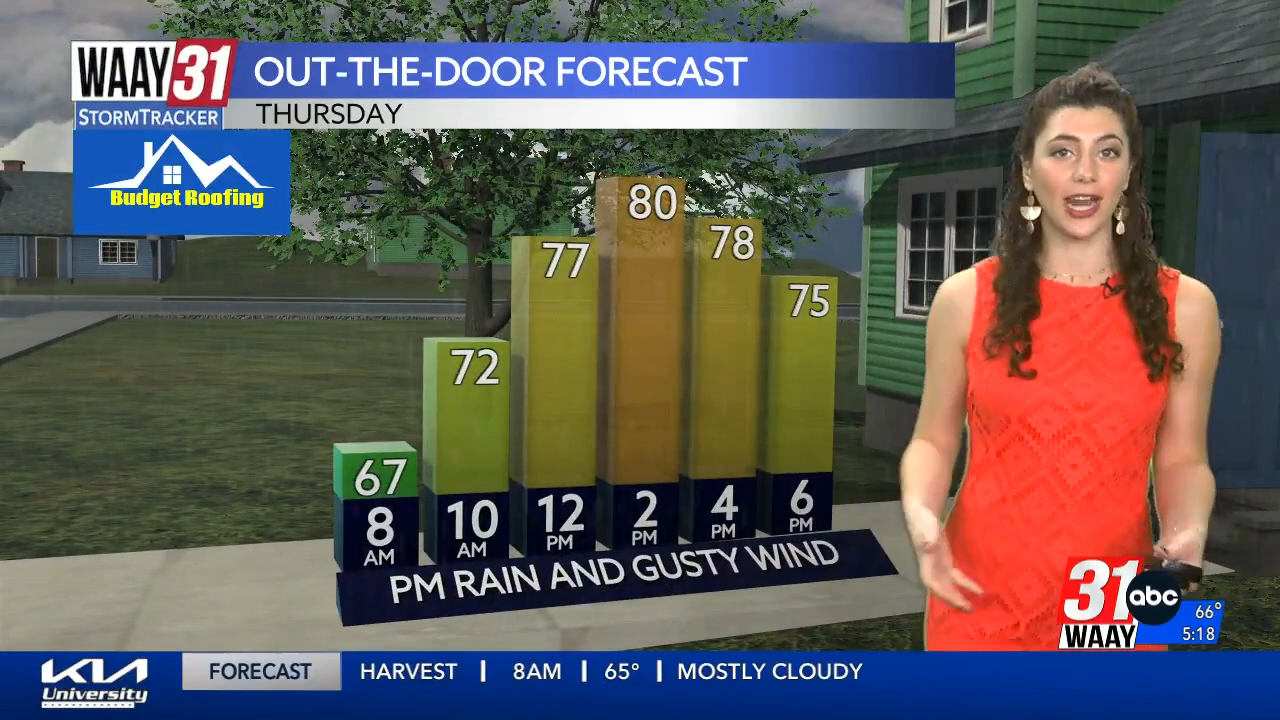 WAAY 31
STORMTRACKER
OUT-THE-DOOR FORECAST
THURSDAY
Budget Roofing
67
72
77
80
78
75
8 AM
10 AM
12 PM
2 PM
4 PM
6 PM
PM RAIN AND GUSTY WIND
31
abc
WAAY
66°
5:18
KIA
University
FORECAST
HARVEST | 8AM | 65° | MOSTLY CLOUDY